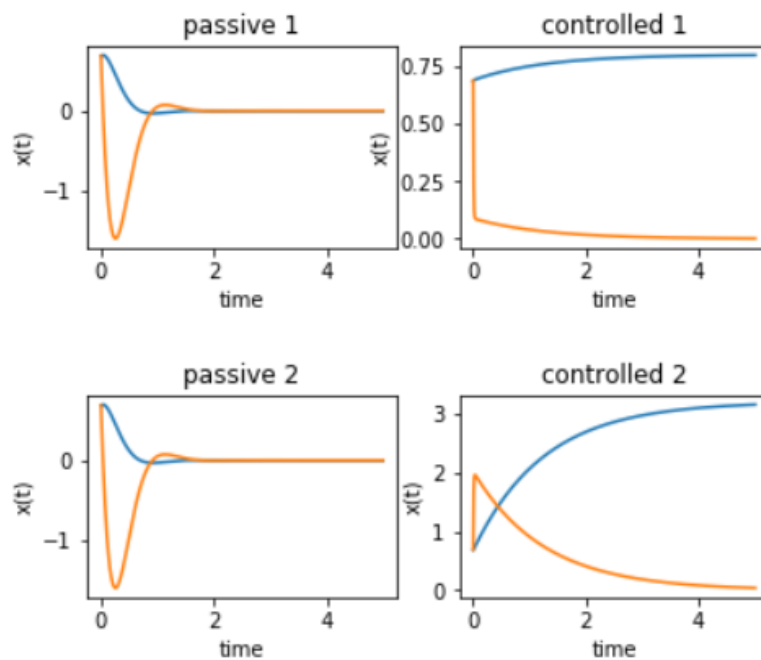 passive 1
controlled 1
0
−1
x(t)
0 2 4
time
0.75
0.50
0.25
0.00
x(t)
0 2 4
time
passive 2
controlled 2
0
−1
x(t)
0 2 4
time
3
2
1
0
x(t)
0 2 4
time